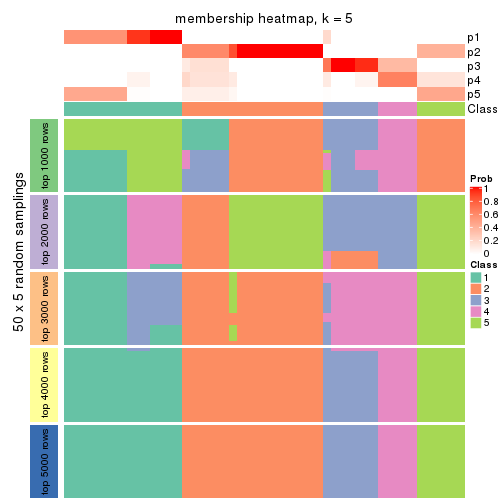 membership heatmap, k = 5
p1
p2
p3
p4
p5
Class
50 x 5 random samplings
top 1000 rows
top 2000 rows
top 3000 rows
top 4000 rows
top 5000 rows
Prob
1
0.8
0.6
0.4
0.2
0
Class
1
2
3
4
5